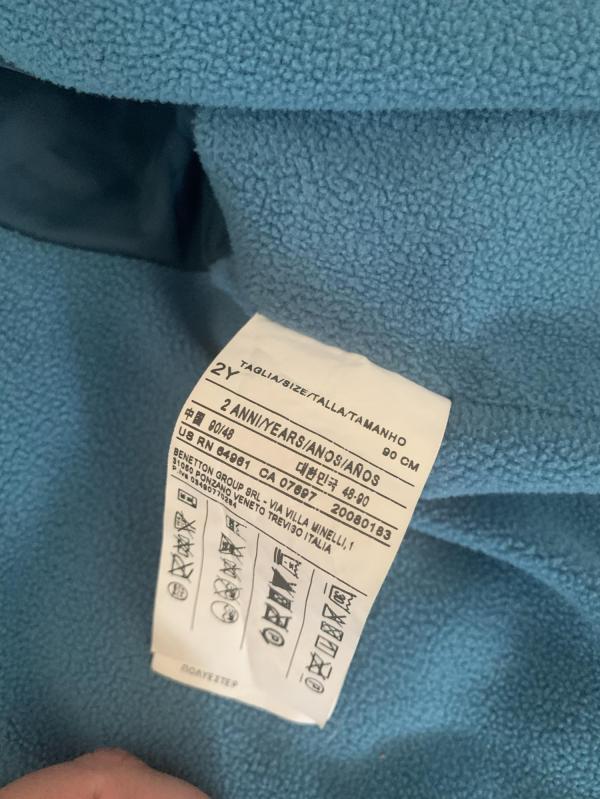 TAGLIA/SIZE/TALLA/TAMANHO
2Y 90 CM
2 ANNI/YEARS/ANOS/AÑOS
中國 90/48 대한민국 48-90
US RN 64961 CA 07697 20080183
BENETTON GROUP SRL - VIA VILLA MINELLI,1
31050 PONZANO VENETO TREVISO ITALIA